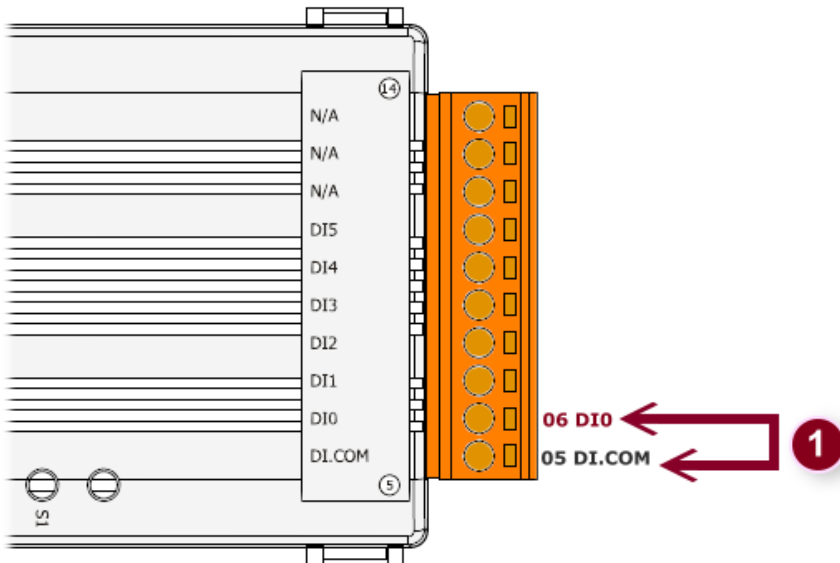 14
N/A
N/A
N/A
DI5
DI4
DI3
DI2
DI1
DI0
06 DI0
1
DI.COM
05 DI.COM
5
S1